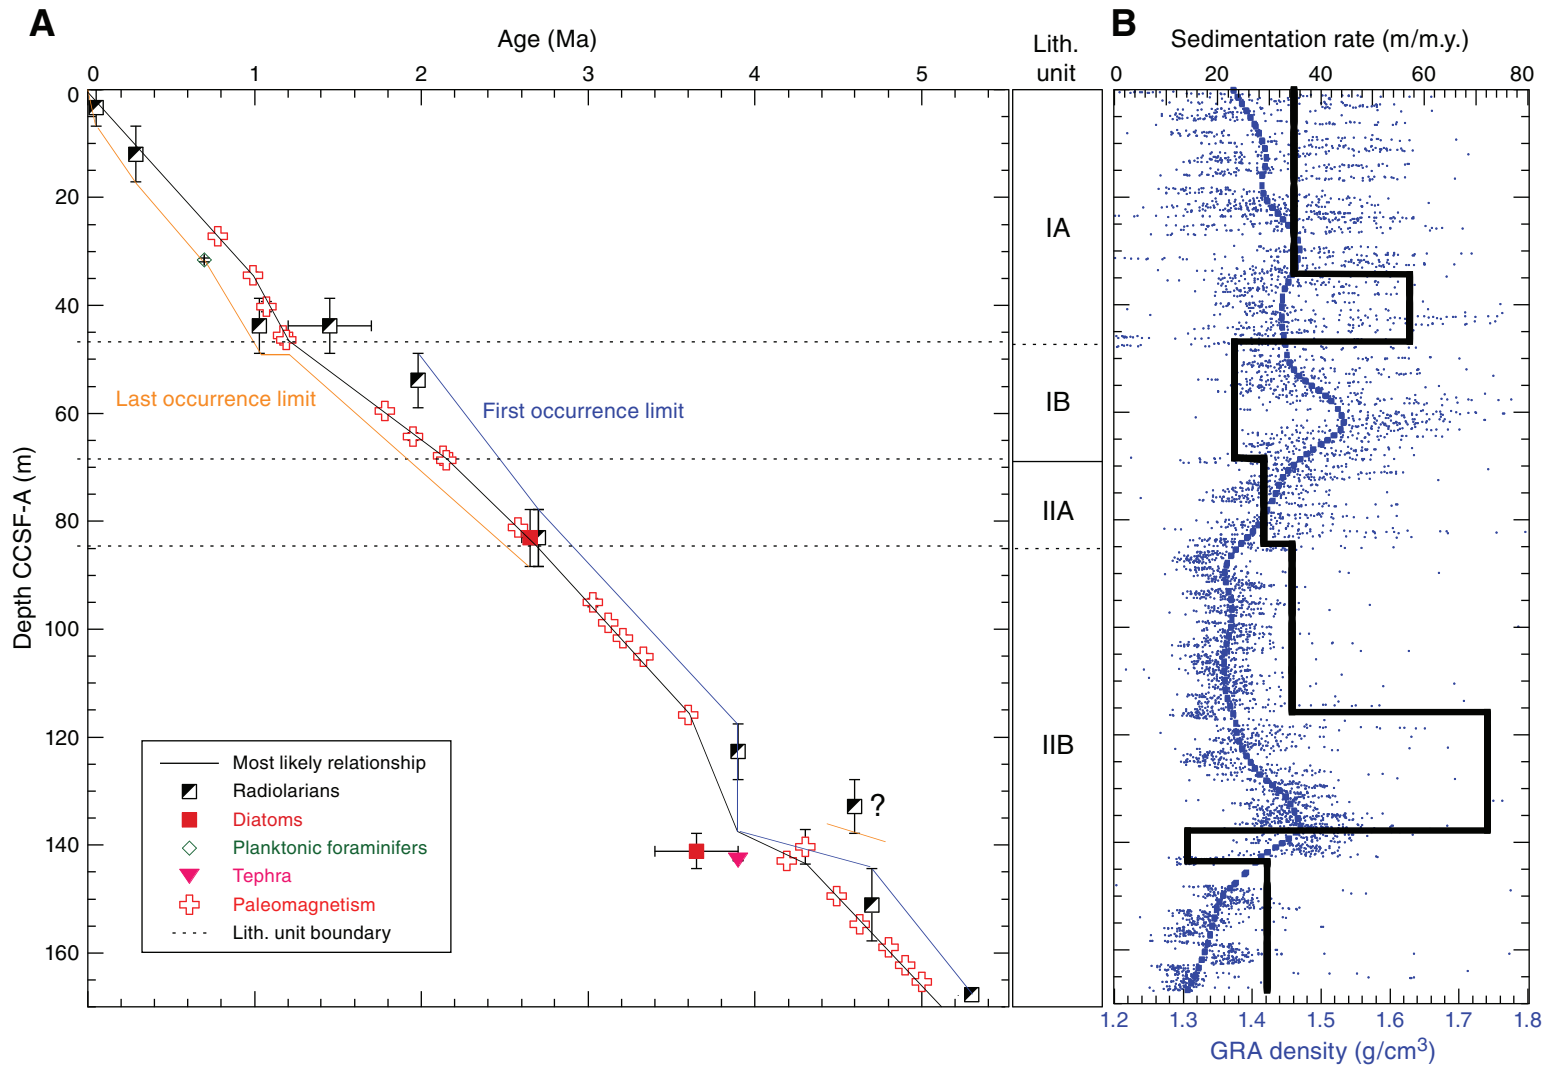 A
Age (Ma)
0 1 2 3 4 5
Depth CCSF-A (m)
0
20
40
60
80
100
120
140
160
Last occurrence limit
First occurrence limit
?
Most likely relationship
Radiolarians
Diatoms
Planktonic foraminifers
Tephra
Paleomagnetism
Lith. unit boundary
Lith.
unit
IA
IB
IIA
IIB
B
Sedimentation rate (m/m.y.)
0 20 40 60 80
1.2 1.3 1.4 1.5 1.6 1.7 1.8
GRA density (g/cm³)